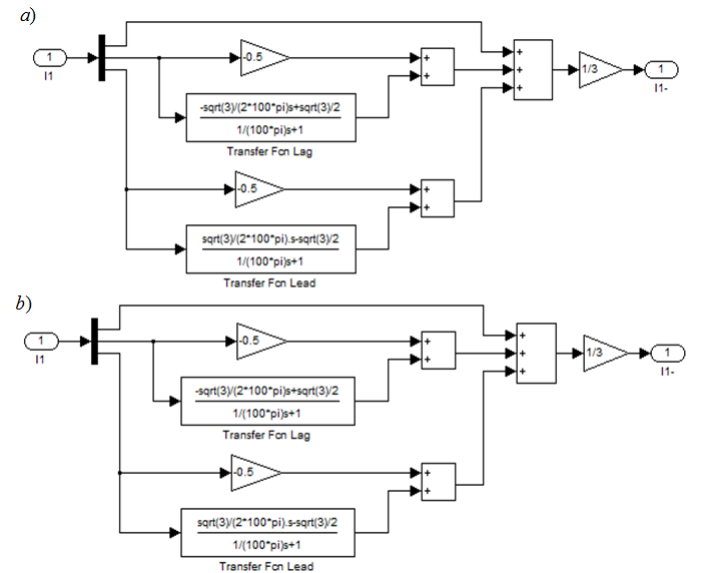 a)
1
I1
-0.5
+
+
+
+
+
1/3
1
I1-
-sqrt(3)/(2*100*pi)s+sqrt(3)/2
1/(100*pi)s+1
Transfer Fcn Lag
-0.5
+
+
sqrt(3)/(2*100*pi).s-sqrt(3)/2
1/(100*pi)s+1
Transfer Fcn Lead
b)
1
I1
-0.5
+
+
+
+
+
1/3
1
I1-
-sqrt(3)/(2*100*pi)s+sqrt(3)/2
1/(100*pi)s+1
Transfer Fcn Lag
-0.5
+
+
sqrt(3)/(2*100*pi).s-sqrt(3)/2
1/(100*pi)s+1
Transfer Fcn Lead